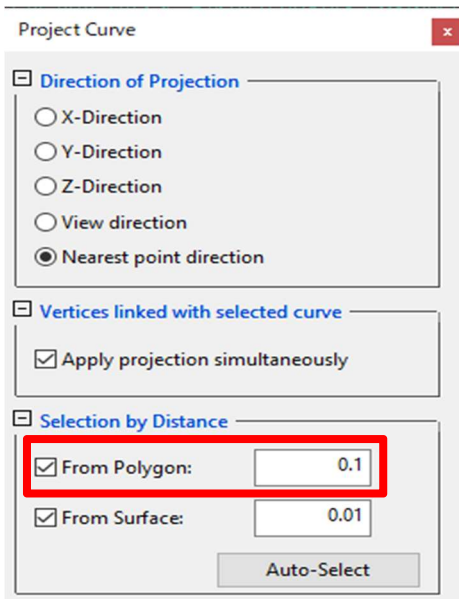 Project Curve
x
Direction of Projection
X-Direction
Y-Direction
Z-Direction
View direction
Nearest point direction
Vertices linked with selected curve
Apply projection simultaneously
Selection by Distance
From Polygon: 0.1
From Surface: 0.01
Auto-Select